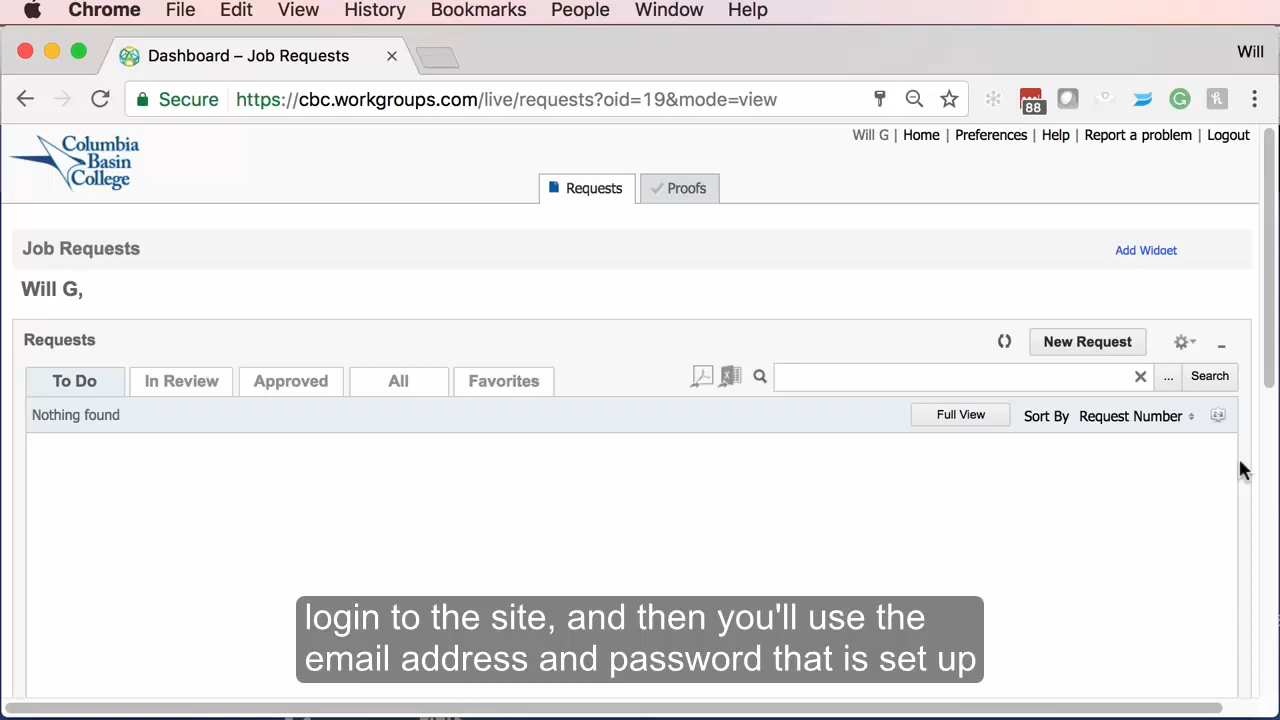 Chrome File Edit View History Bookmarks People Window Help
Dashboard – Job Requests
Will
Secure https://cbc.workgroups.com/live/requests?oid=19&mode=view
88
Will G | Home | Preferences | Help | Report a problem | Logout
Columbia
Basin
College
Requests Proofs
Job Requests
Add Widget
Will G,
Requests
New Request
To Do In Review Approved All Favorites
... Search
Nothing found
Full View Sort By Request Number
login to the site, and then you'll use the
email address and password that is set up